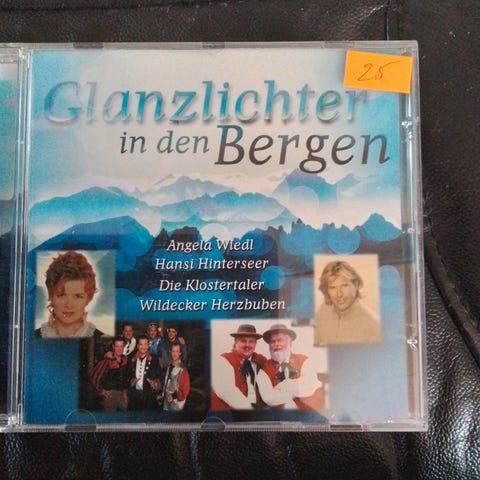 25
Glanzlichter
in den Bergen
Angela Wiedl
Hansi Hinterseer
Die Klostertaler
Wildecker Herzbuben